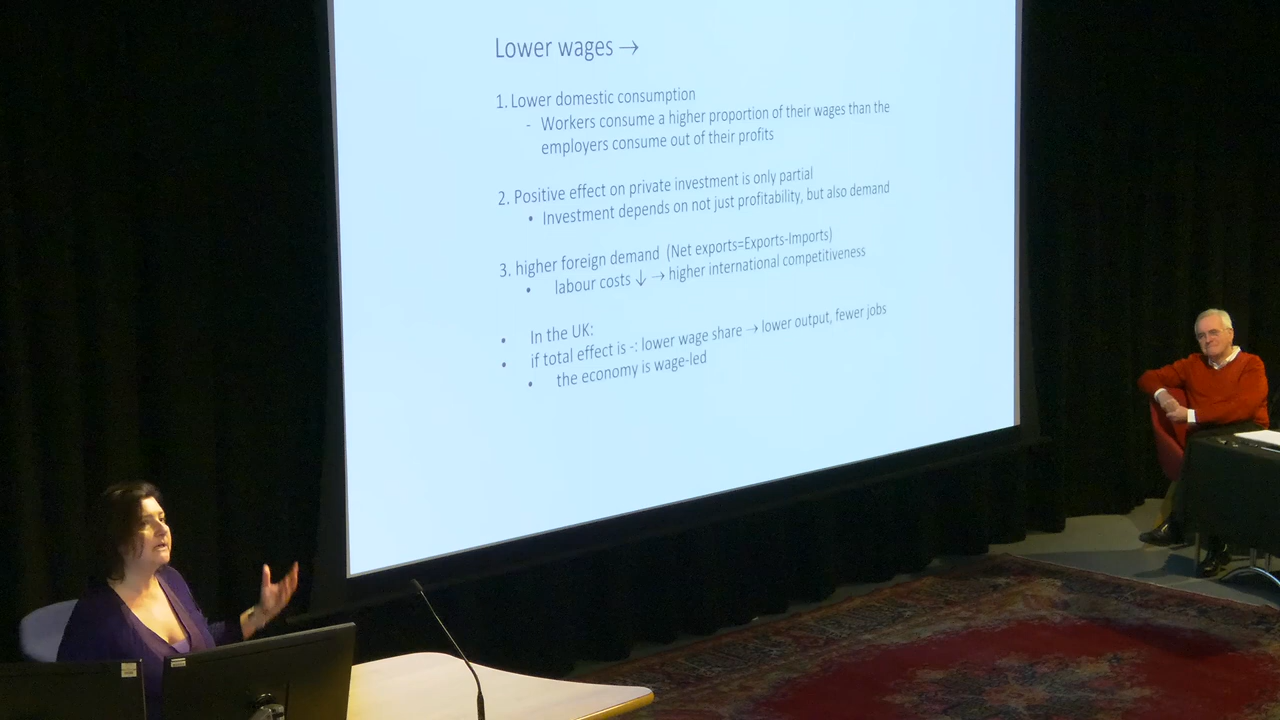 Lower wages →
1. Lower domestic consumption
- Workers consume a higher proportion of their wages than the
employers consume out of their profits
2. Positive effect on private investment is only partial
• Investment depends on not just profitability, but also demand
3. higher foreign demand (Net exports=Exports-Imports)
• labour costs ↓ → higher international competitiveness
• In the UK:
• if total effect is -: lower wage share → lower output, fewer jobs
• the economy is wage-led